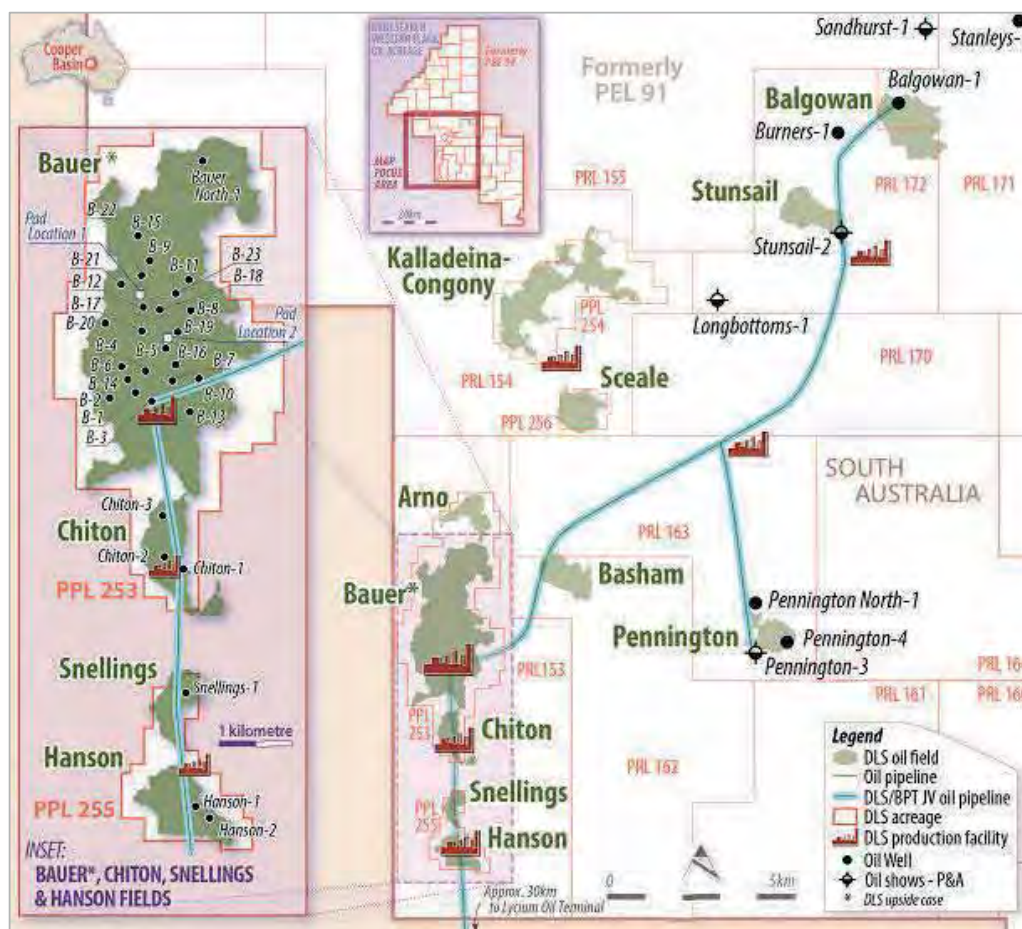 Cooper
Basin
WESTERN FLANK
OIL ACREAGE
Formerly
PEL 91
MAP
FOCUS
AREA
Formerly
PEL 91
Sandhurst-1
Stanleys-
Balgowan-1
Balgowan
Burners-1
PRL 155
PRL 172
PRL 171
Stunsail
Stunsail-2
Kalladeina-
Congony
PPL
254
Longbottoms-1
PRL 154
PRL 170
Sceale
PPL 256
SOUTH
AUSTRALIA
Arno
PRL 163
Bauer*
Basham
Pennington North-1
Pennington
Pennington-4
Pennington-3
PRL153
PRL 16
PRL 161
PRL 16
PPL
253
Chiton
PRL 162
Snellings
PPL
255
Hanson
Approx. 30km
to Lycium Oil Terminal
0
5km
Bauer*
Bauer
North-1
B-22
B-15
Pad
Location 1
B-9
B-21
B-11
B-23
B-12
B-18
B-17
B-8
B-20
B-19
Pad
Location 2
B-4
B-5
B-16
B-6
B-7
B-14
B-2
B-10
B-1
B-13
B-3
Chiton-3
Chiton
Chiton-2
Chiton-1
PPL 253
Snellings
Snellings-1
1 kilometre
Hanson
PPL 255
Hanson-1
Hanson-2
INSET:
BAUER*, CHITON, SNELLINGS
& HANSON FIELDS
Legend
DLS oil field
Oil pipeline
DLS/BPT JV oil pipeline
DLS acreage
DLS production facility
Oil Well
Oil shows - P&A
* DLS upside case